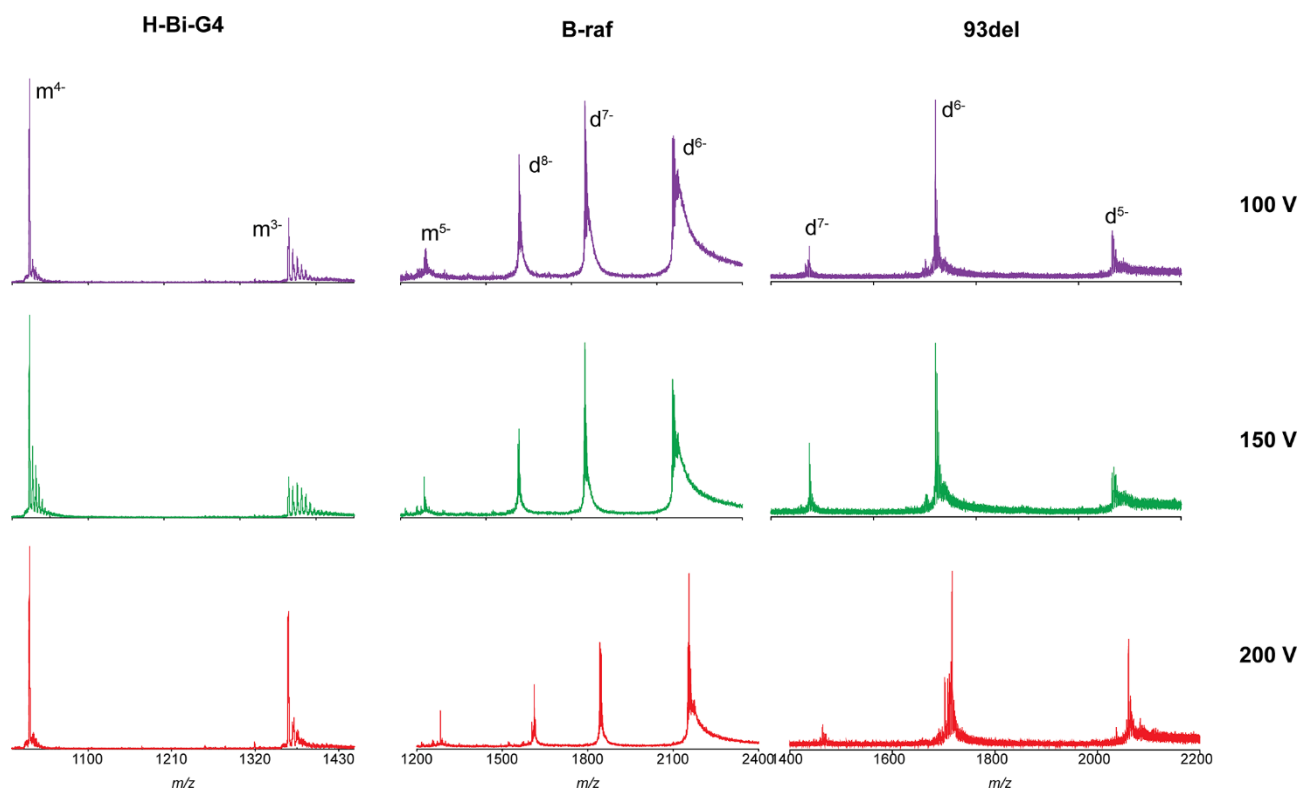 H-Bi-G4 B-raf 93del
m⁴⁻ m³⁻ m⁵⁻ d⁸⁻ d⁷⁻ d⁶⁻ d⁷⁻ d⁶⁻ d⁵⁻ 100 V
150 V
200 V
1100 1210 1320 1430 1200 1500 1800 2100 2400 1400 1600 1800 2000 2200
m/z m/z m/z